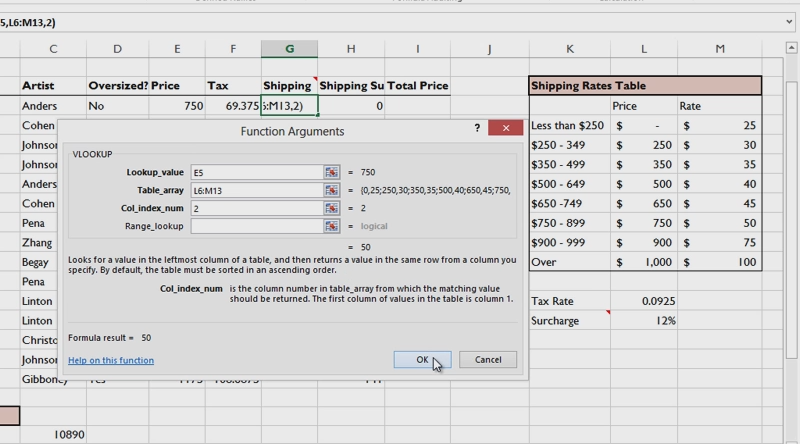 5,L6:M13,2)
C D E F G H I J K L M
Artist Oversized? Price Tax Shipping Shipping Su Total Price Shipping Rates Table
Anders No 750 69.375 5:M13,2) 0 Price Rate
Cohen Less than $250 $ - $ 25
Johnso $250 - 349 $ 250 $ 30
Johnso $350 - 499 $ 350 $ 35
Anders $500 - 649 $ 500 $ 40
Cohen $650 -749 $ 650 $ 45
Pena $750 - 899 $ 750 $ 50
Zhang $900 - 999 $ 900 $ 75
Begay Over $ 1,000 $ 100
Pena
Linton Tax Rate 0.0925
Linton Surcharge 12%
Christo
Johnso
Gibboney
10890
Function Arguments ? x
VLOOKUP
Lookup_value E5 = 750
Table_array L6:M13 = {0,25;250,30;350,35;500,40;650,45;750,
Col_index_num 2 = 2
Range_lookup = logical
= 50
Looks for a value in the leftmost column of a table, and then returns a value in the same row from a column you
specify. By default, the table must be sorted in an ascending order.
Col_index_num is the column number in table_array from which the matching value
should be returned. The first column of values in the table is column 1.
Formula result = 50
Help on this function OK Cancel